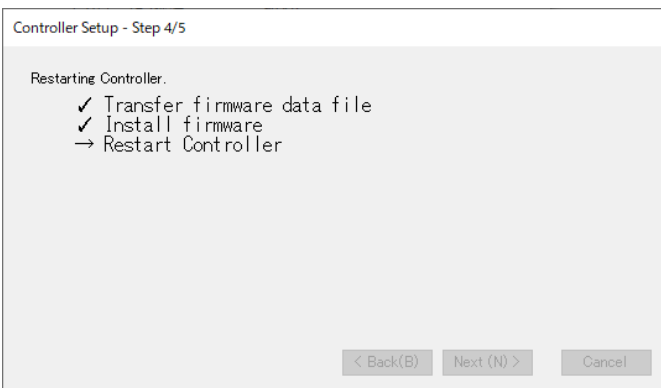 Controller Setup - Step 4/5
Restarting Controller.
✓ Transfer firmware data file
✓ Install firmware
→ Restart Controller
< Back(B) Next (N) > Cancel